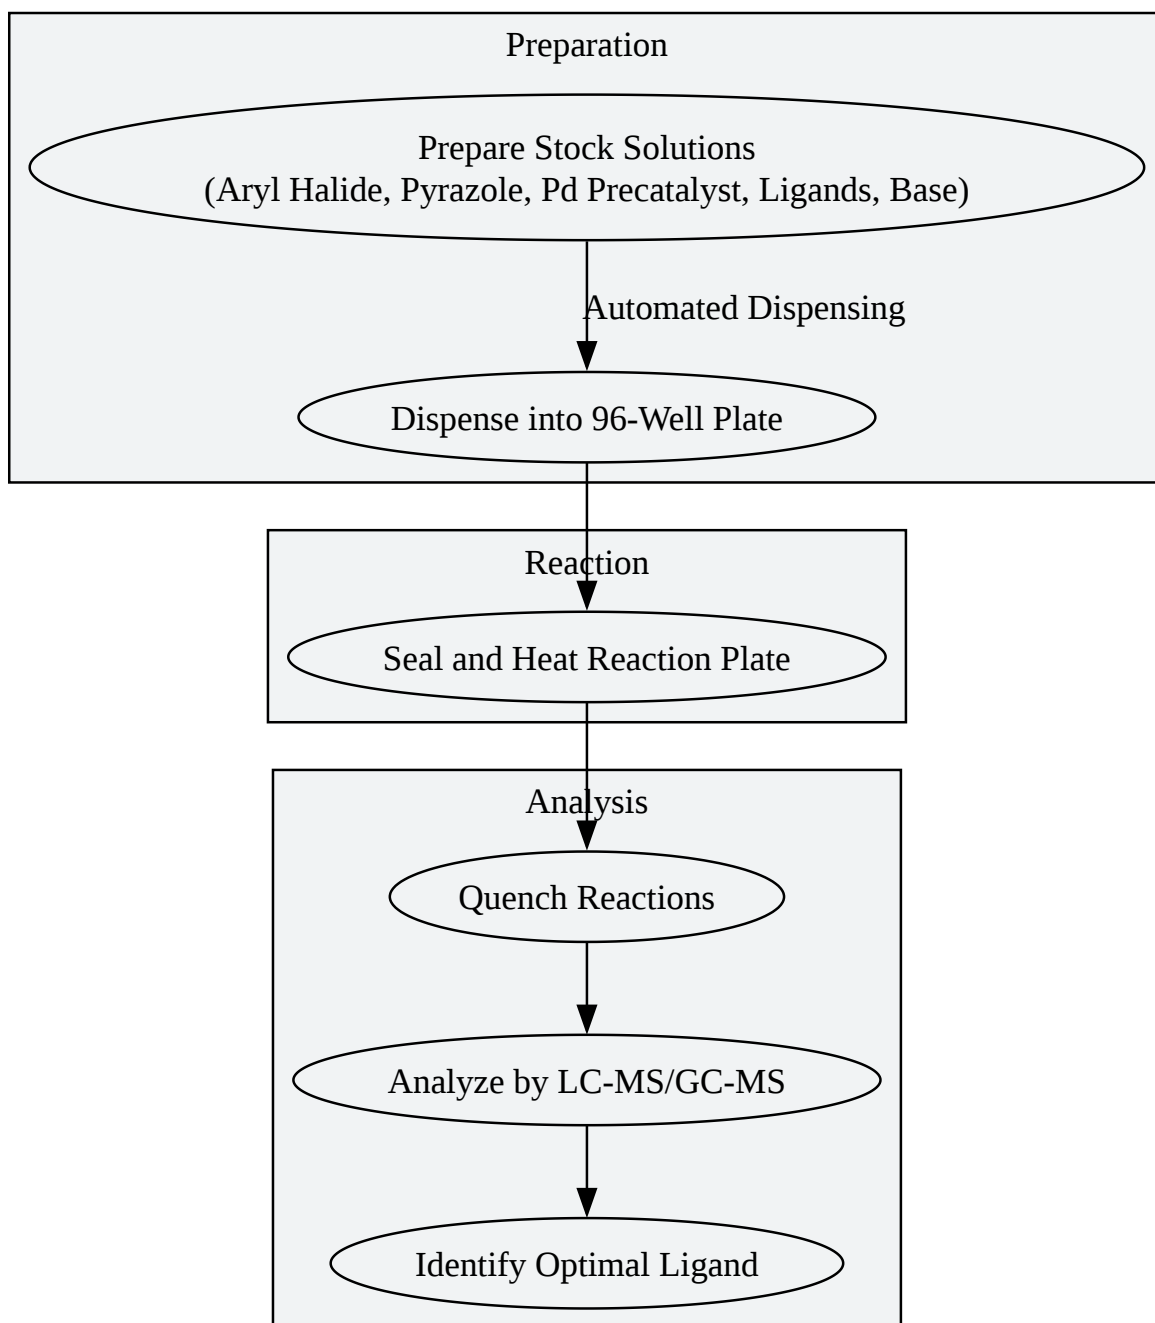 Preparation
Prepare Stock Solutions
(Aryl Halide, Pyrazole, Pd Precatalyst, Ligands, Base)
Automated Dispensing
Dispense into 96-Well Plate
Reaction
Seal and Heat Reaction Plate
Analysis
Quench Reactions
Analyze by LC-MS/GC-MS
Identify Optimal Ligand